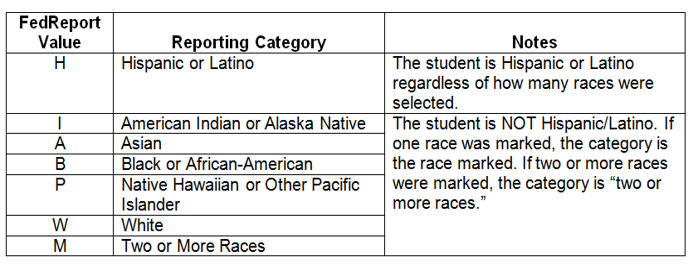 FedReport
Value
Reporting Category
Notes
H
Hispanic or Latino
The student is Hispanic or Latino
regardless of how many races were
selected.
I
American Indian or Alaska Native
The student is NOT Hispanic/Latino. If
one race was marked, the category is
the race marked. If two or more races
were marked, the category is “two or
more races.”
A
Asian
B
Black or African-American
P
Native Hawaiian or Other Pacific
Islander
W
White
M
Two or More Races